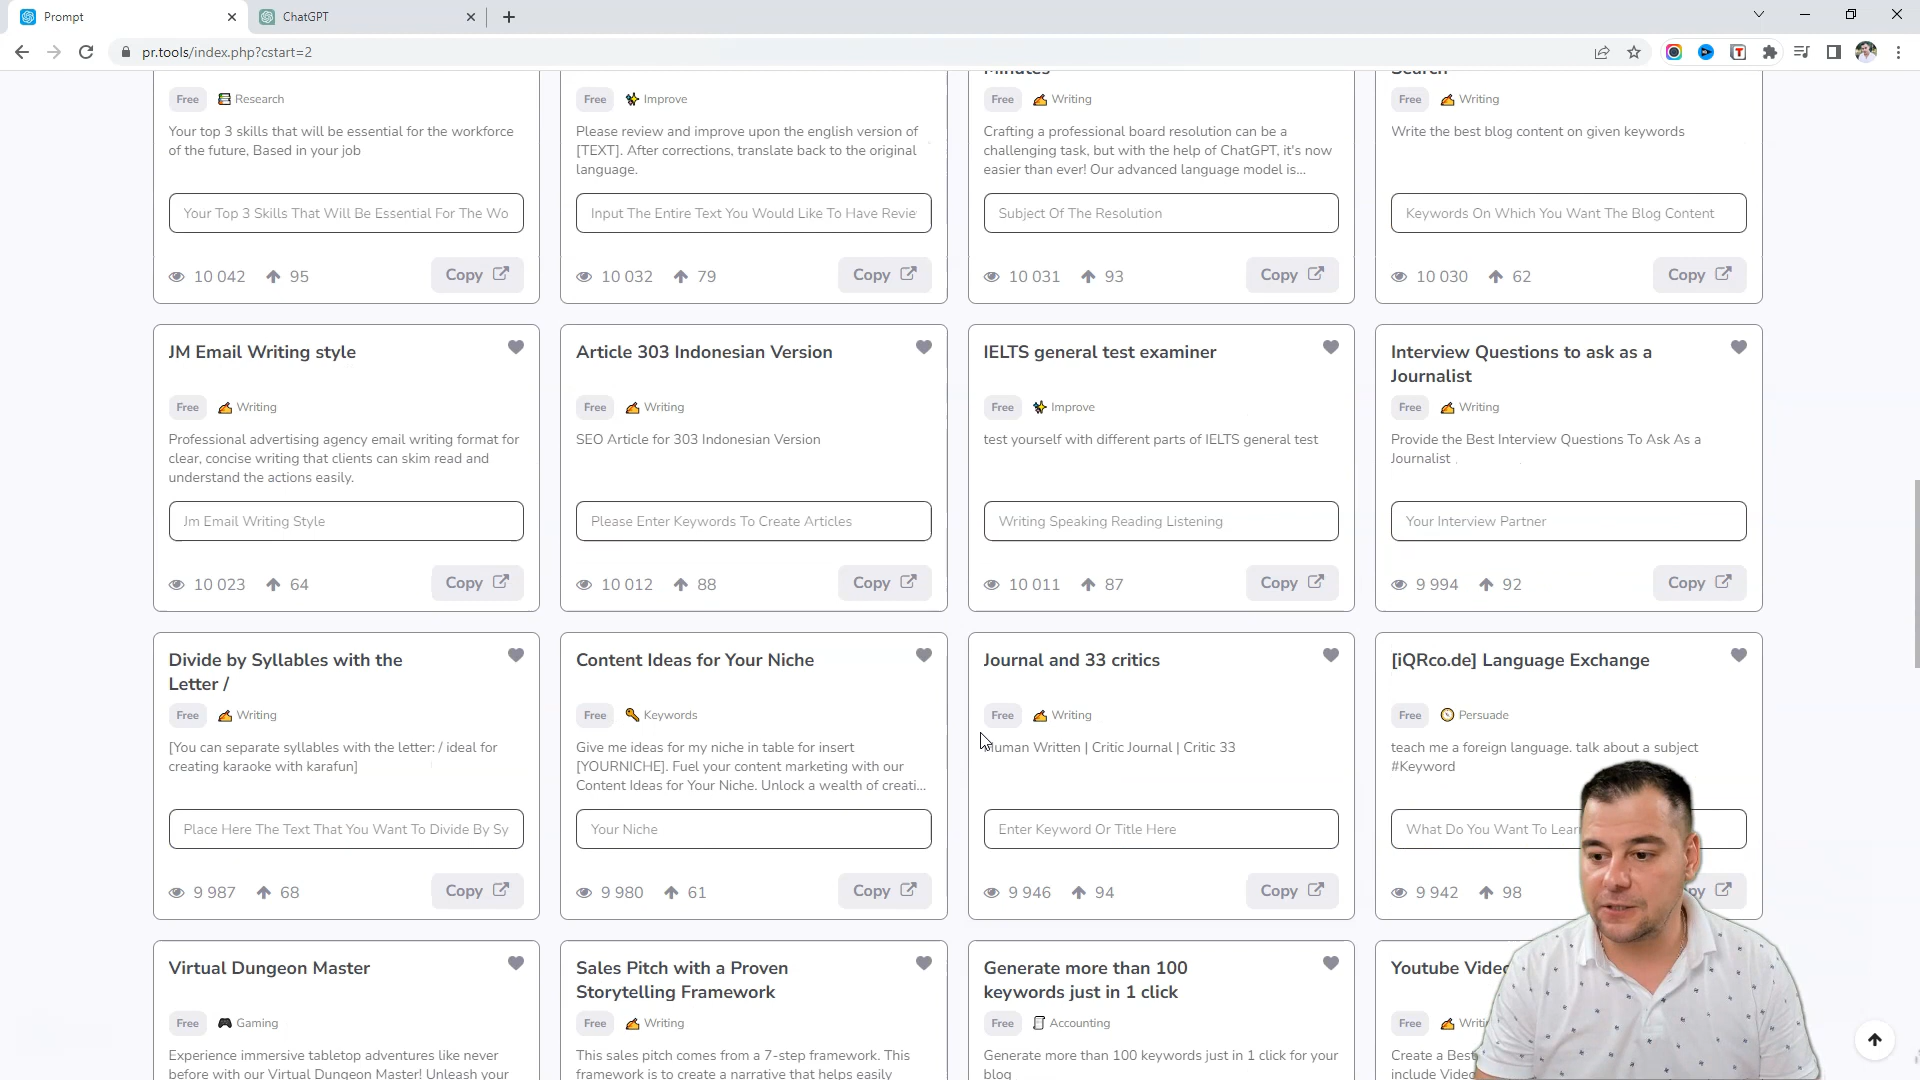 Prompt
ChatGPT
pr.tools/index.php?cstart=2
Minutes
Search
Free Research
Your top 3 skills that will be essential for the workforce
of the future, Based in your job
Your Top 3 Skills That Will Be Essential For The Wo
10 042 95 Copy
Free Improve
Please review and improve upon the english version of
[TEXT]. After corrections, translate back to the original
language.
Input The Entire Text You Would Like To Have Revie
10 032 79 Copy
Free Writing
Crafting a professional board resolution can be a
challenging task, but with the help of ChatGPT, it's now
easier than ever! Our advanced language model is...
Subject Of The Resolution
10 031 93 Copy
Free Writing
Write the best blog content on given keywords
Keywords On Which You Want The Blog Content
10 030 62 Copy
JM Email Writing style
Free Writing
Professional advertising agency email writing format for
clear, concise writing that clients can skim read and
understand the actions easily.
Jm Email Writing Style
10 023 64 Copy
Article 303 Indonesian Version
Free Writing
SEO Article for 303 Indonesian Version
Please Enter Keywords To Create Articles
10 012 88 Copy
IELTS general test examiner
Free Improve
test yourself with different parts of IELTS general test
Writing Speaking Reading Listening
10 011 87 Copy
Interview Questions to ask as a
Journalist
Free Writing
Provide the Best Interview Questions To Ask As a
Journalist
Your Interview Partner
9 994 92 Copy
Divide by Syllables with the
Letter /
Free Writing
[You can separate syllables with the letter: / ideal for
creating karaoke with karafun]
Place Here The Text That You Want To Divide By Sy
9 987 68 Copy
Content Ideas for Your Niche
Free Keywords
Give me ideas for my niche in table for insert
[YOURNICHE]. Fuel your content marketing with our
Content Ideas for Your Niche. Unlock a wealth of creati...
Your Niche
9 980 61 Copy
Journal and 33 critics
Free Writing
Human Written | Critic Journal | Critic 33
Enter Keyword Or Title Here
9 946 94 Copy
[iQRco.de] Language Exchange
Free Persuade
teach me a foreign language. talk about a subject
#Keyword
What Do You Want To Lear
9 942 98 py
Virtual Dungeon Master
Free Gaming
Experience immersive tabletop adventures like never
before with our Virtual Dungeon Master! Unleash your
Sales Pitch with a Proven
Storytelling Framework
Free Writing
This sales pitch comes from a 7-step framework. This
framework is to create a narrative that helps easily
Generate more than 100
keywords just in 1 click
Free Accounting
Generate more than 100 keywords just in 1 click for your
blog
Youtube Video
Free Writi
Create a Best
include Video